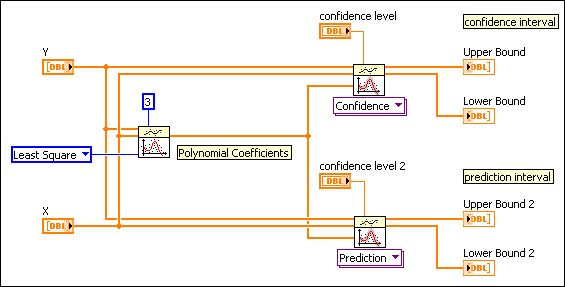 confidence level
confidence interval
DBL
Y
Upper Bound
DBL
DBL
3
Lower Bound
Confidence
DBL
Least Square
Polynomial Coefficients
confidence level 2
prediction interval
DBL
X
Upper Bound 2
DBL
DBL
Lower Bound 2
Prediction
DBL